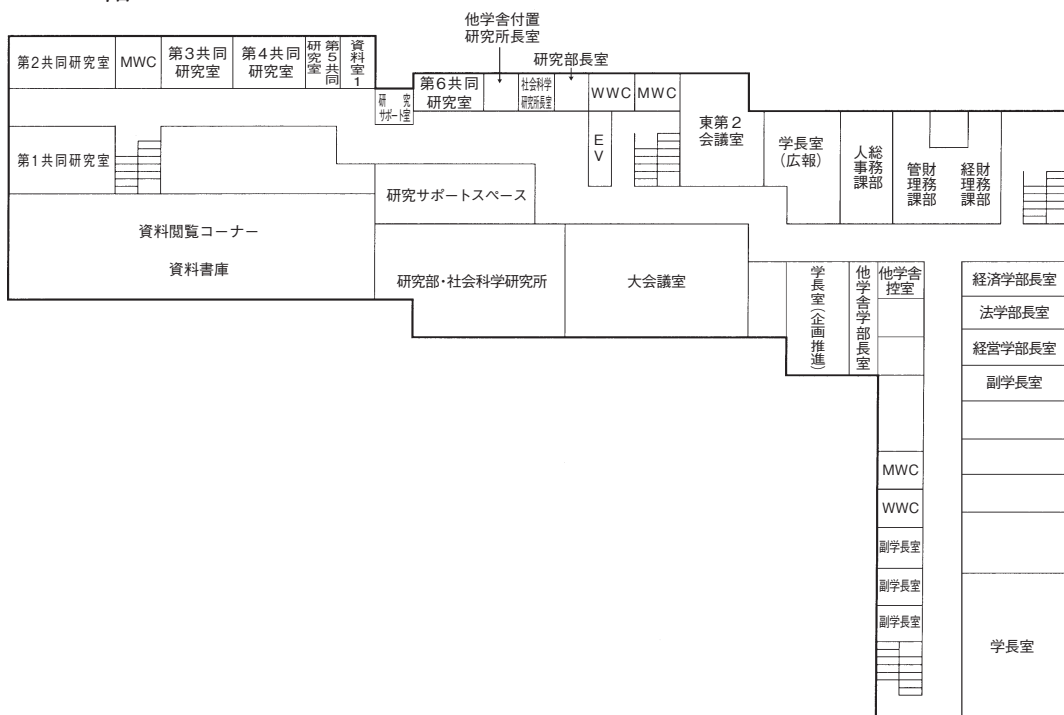 他学舎付置
研究所長室
研究部長室
第2共同研究室
MWC
第3共同
研究室
第4共同
研究室
第5共同
研究室
資料室1
研究
サポート室
第6共同
研究室
社会科学
研究所長室
WWC
MWC
東第2
会議室
学長室
(広報)
総務部
人事課
財務部
管理課
財務部
経理課
第1共同研究室
EV
研究サポートスペース
資料閲覧コーナー
資料書庫
研究部・社会科学研究所
大会議室
学長室(企画推進)
他学舎学部長室
他学舎
控室
経済学部長室
法学部長室
経営学部長室
副学長室
MWC
WWC
副学長室
副学長室
副学長室
学長室